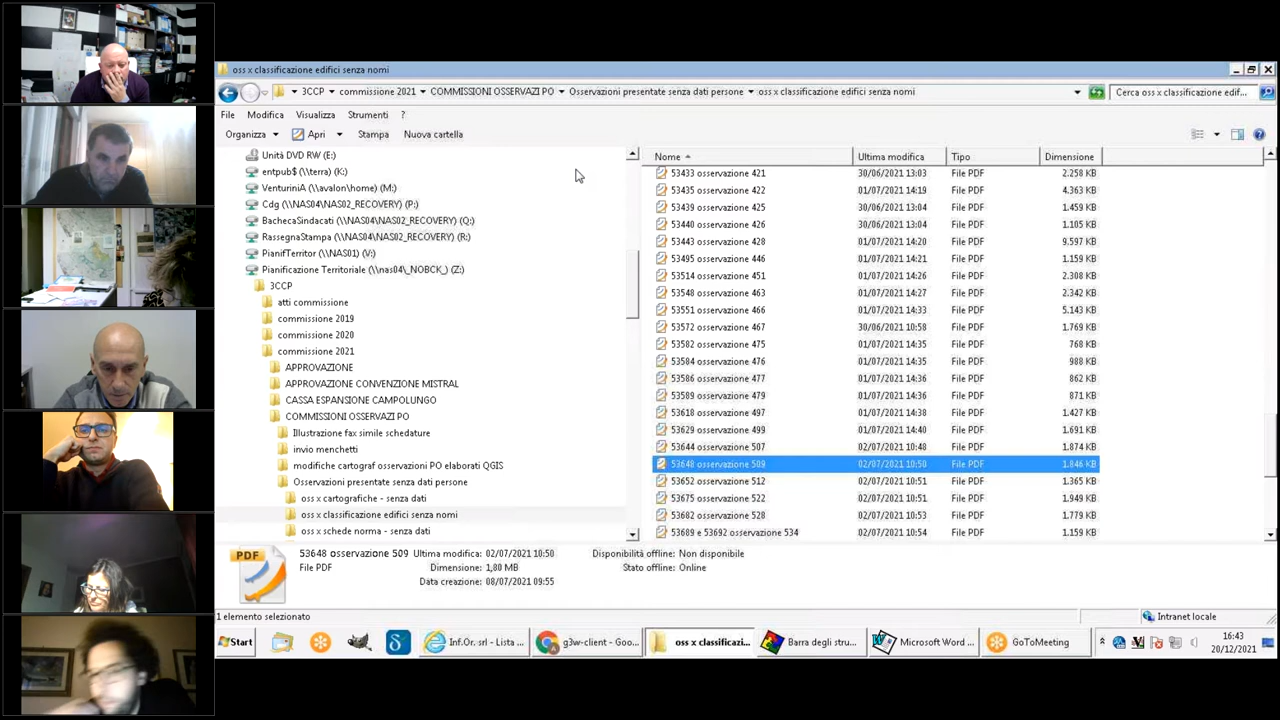 oss x classificazione edifici senza nomi
3CCP commissione 2021 COMMISSIONI OSSERVAZI PO Osservazioni presentate senza dati persone oss x classificazione edifici senza nomi
Cerca oss x classificazione edif...
File Modifica Visualizza Strumenti ?
Organizza Apri Stampa Nuova cartella
Unità DVD RW (E:)
entpub$ (\\terra) (K:)
VenturiniA (\\avalon\home) (M:)
Cdg (\\NAS04\NAS02_RECOVERY) (P:)
BachecaSindacati (\\NAS04\NAS02_RECOVERY) (Q:)
RassegnaStampa (\\NAS04\NAS02_RECOVERY) (R:)
PianifTerritor (\\NAS01) (V:)
Pianificazione Territoriale (\\nas04\_NOBCK_) (Z:)
3CCP
atti commissione
commissione 2019
commissione 2020
commissione 2021
APPROVAZIONE
APPROVAZIONE CONVENZIONE MISTRAL
CASSA ESPANSIONE CAMPOLUNGO
COMMISSIONI OSSERVAZI PO
Illustrazione fax simile schedature
invio menchetti
modifiche cartograf osservazioni PO elaborati QGIS
Osservazioni presentate senza dati persone
oss x cartografiche - senza dati
oss x classificazione edifici senza nomi
oss x schede norma - senza dati
Nome Ultima modifica Tipo Dimensione
53433 osservazione 421 30/06/2021 13:03 File PDF 2.258 KB
53435 osservazione 422 01/07/2021 14:19 File PDF 4.363 KB
53439 osservazione 425 30/06/2021 13:04 File PDF 1.459 KB
53440 osservazione 426 30/06/2021 13:04 File PDF 1.105 KB
53443 osservazione 428 01/07/2021 14:20 File PDF 9.597 KB
53495 osservazione 446 01/07/2021 14:21 File PDF 1.159 KB
53514 osservazione 451 01/07/2021 14:26 File PDF 2.308 KB
53548 osservazione 463 01/07/2021 14:27 File PDF 2.342 KB
53551 osservazione 466 01/07/2021 14:33 File PDF 5.143 KB
53572 osservazione 467 30/06/2021 10:58 File PDF 1.769 KB
53582 osservazione 475 01/07/2021 14:34 File PDF 768 KB
53584 osservazione 476 01/07/2021 14:35 File PDF 988 KB
53586 osservazione 477 01/07/2021 14:36 File PDF 862 KB
53589 osservazione 479 01/07/2021 14:36 File PDF 871 KB
53618 osservazione 497 01/07/2021 14:38 File PDF 1.427 KB
53629 osservazione 499 01/07/2021 14:40 File PDF 1.691 KB
53644 osservazione 507 02/07/2021 10:48 File PDF 1.874 KB
53648 osservazione 509 02/07/2021 10:50 File PDF 1.846 KB
53652 osservazione 512 02/07/2021 10:51 File PDF 1.365 KB
53675 osservazione 522 02/07/2021 10:51 File PDF 1.949 KB
53682 osservazione 528 02/07/2021 10:53 File PDF 1.779 KB
53689 e 53692 osservazione 534 02/07/2021 10:54 File PDF 1.159 KB
PDF
53648 osservazione 509 Ultima modifica: 02/07/2021 10:50 Disponibilità offline: Non disponibile
File PDF Dimensione: 1,80 MB Stato offline: Online
Data creazione: 08/07/2021 09:55
1 elemento selezionato Intranet locale
Start Inf.Or. srl - Lista ... g3w-client - Goo... oss x classificazi... Barra degli stru... Microsoft Word ... GoToMeeting 16:43
20/12/2021